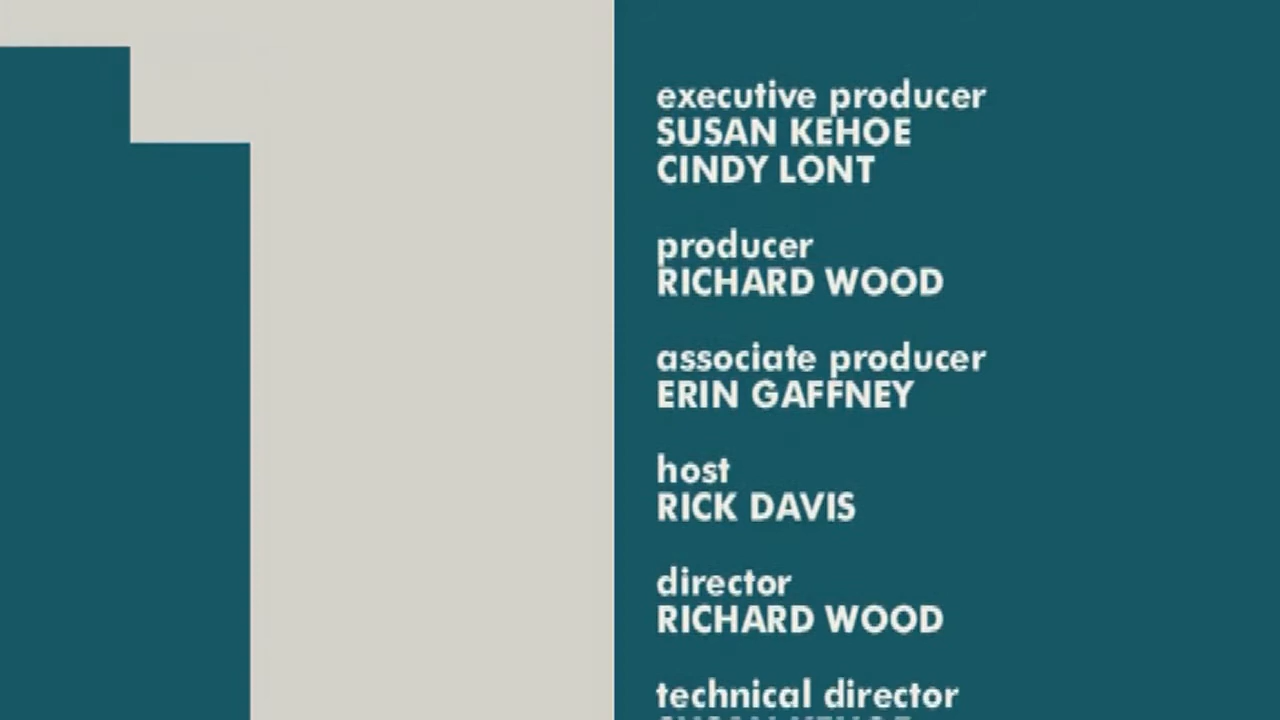 executive producer
SUSAN KEHOE
CINDY LONT
producer
RICHARD WOOD
associate producer
ERIN GAFFNEY
host
RICK DAVIS
director
RICHARD WOOD
technical director